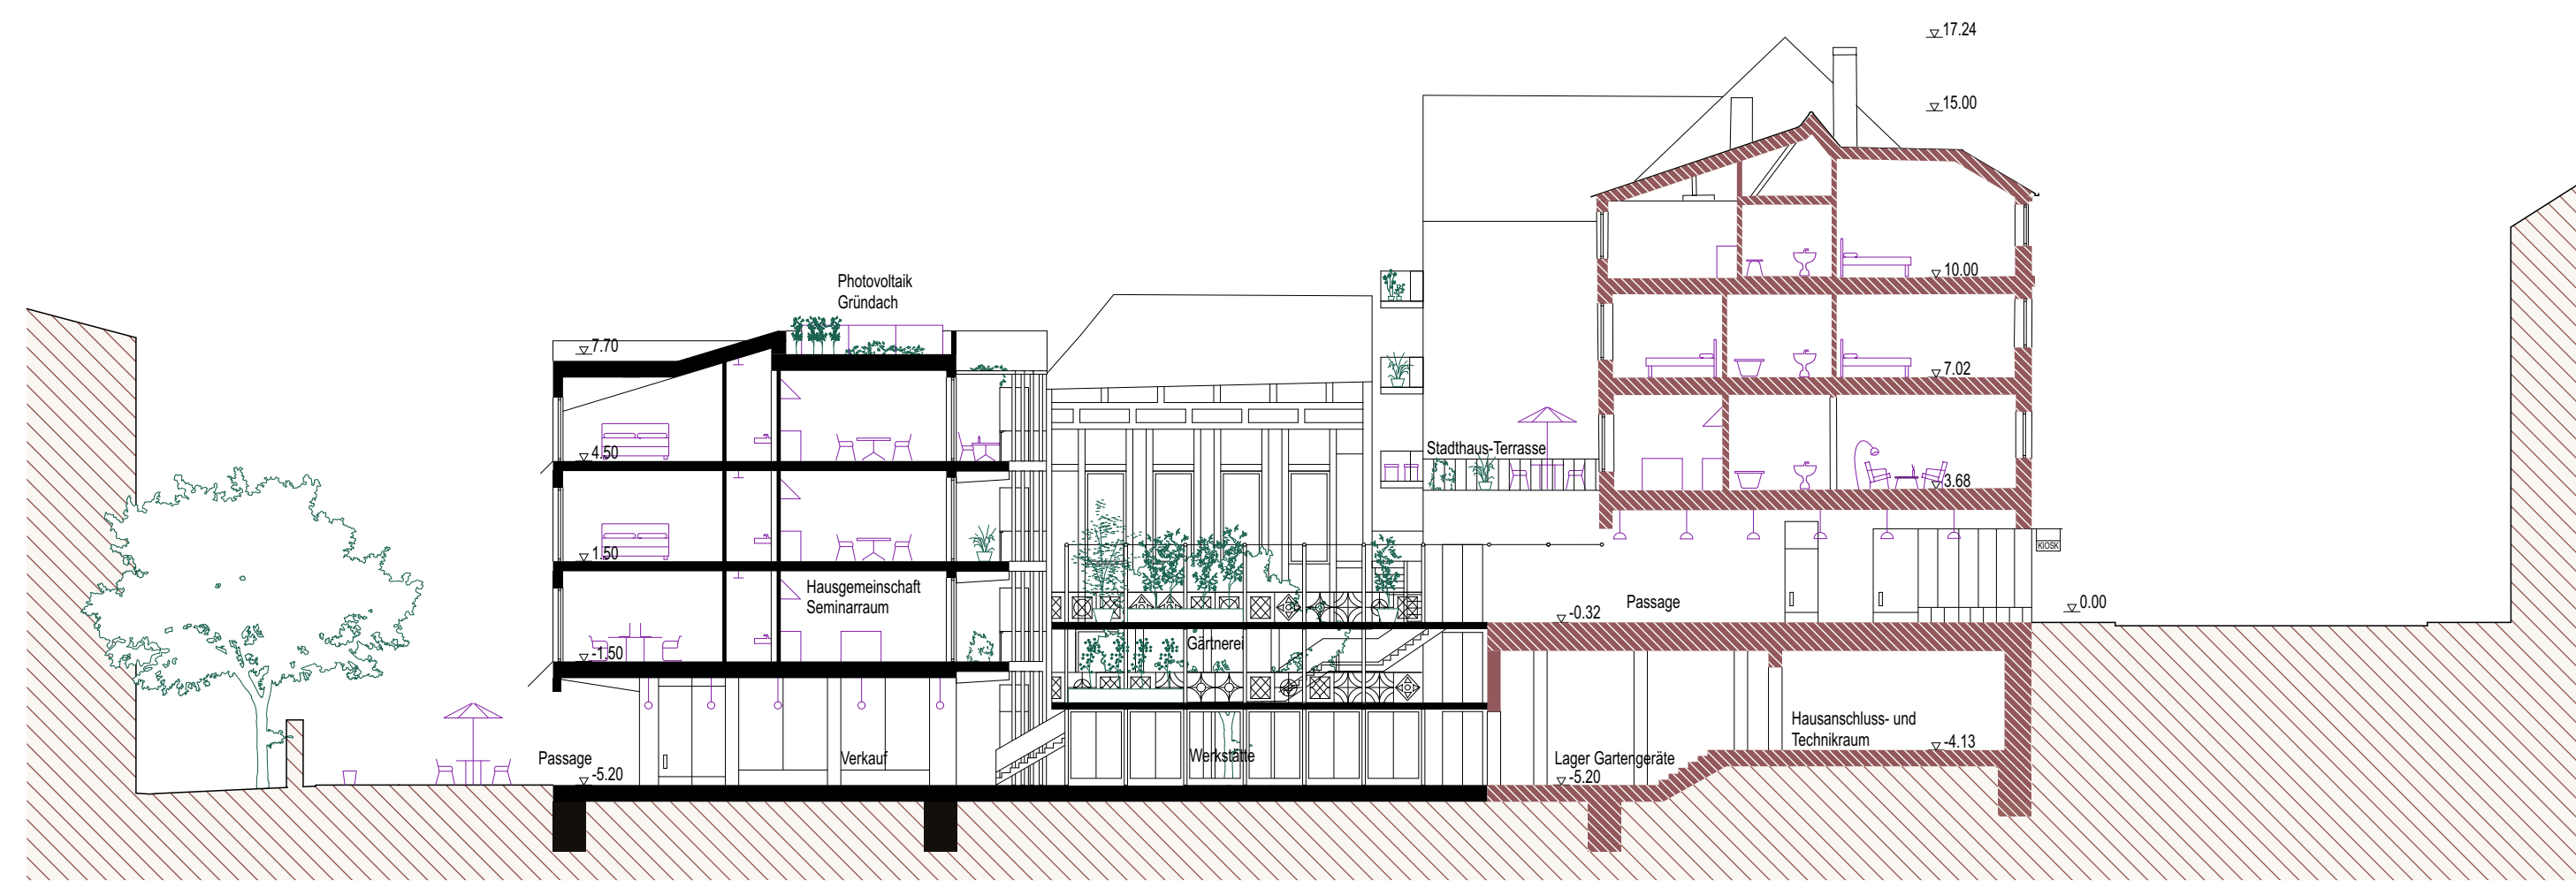 17.24
15.00
Photovoltaik
Gründach
10.00
7.70
7.02
Stadthaus-Terrasse
4.50
3.68
KIOSK
1.50
Hausgemeinschaft
Seminarraum
Passage
0.00
-0.32
Gärtnerei
-1.50
Hausanschluss- und
Technikraum
-4.13
Passage
Verkauf
Werkstätte
Lager Gartengeräte
-5.20
-5.20